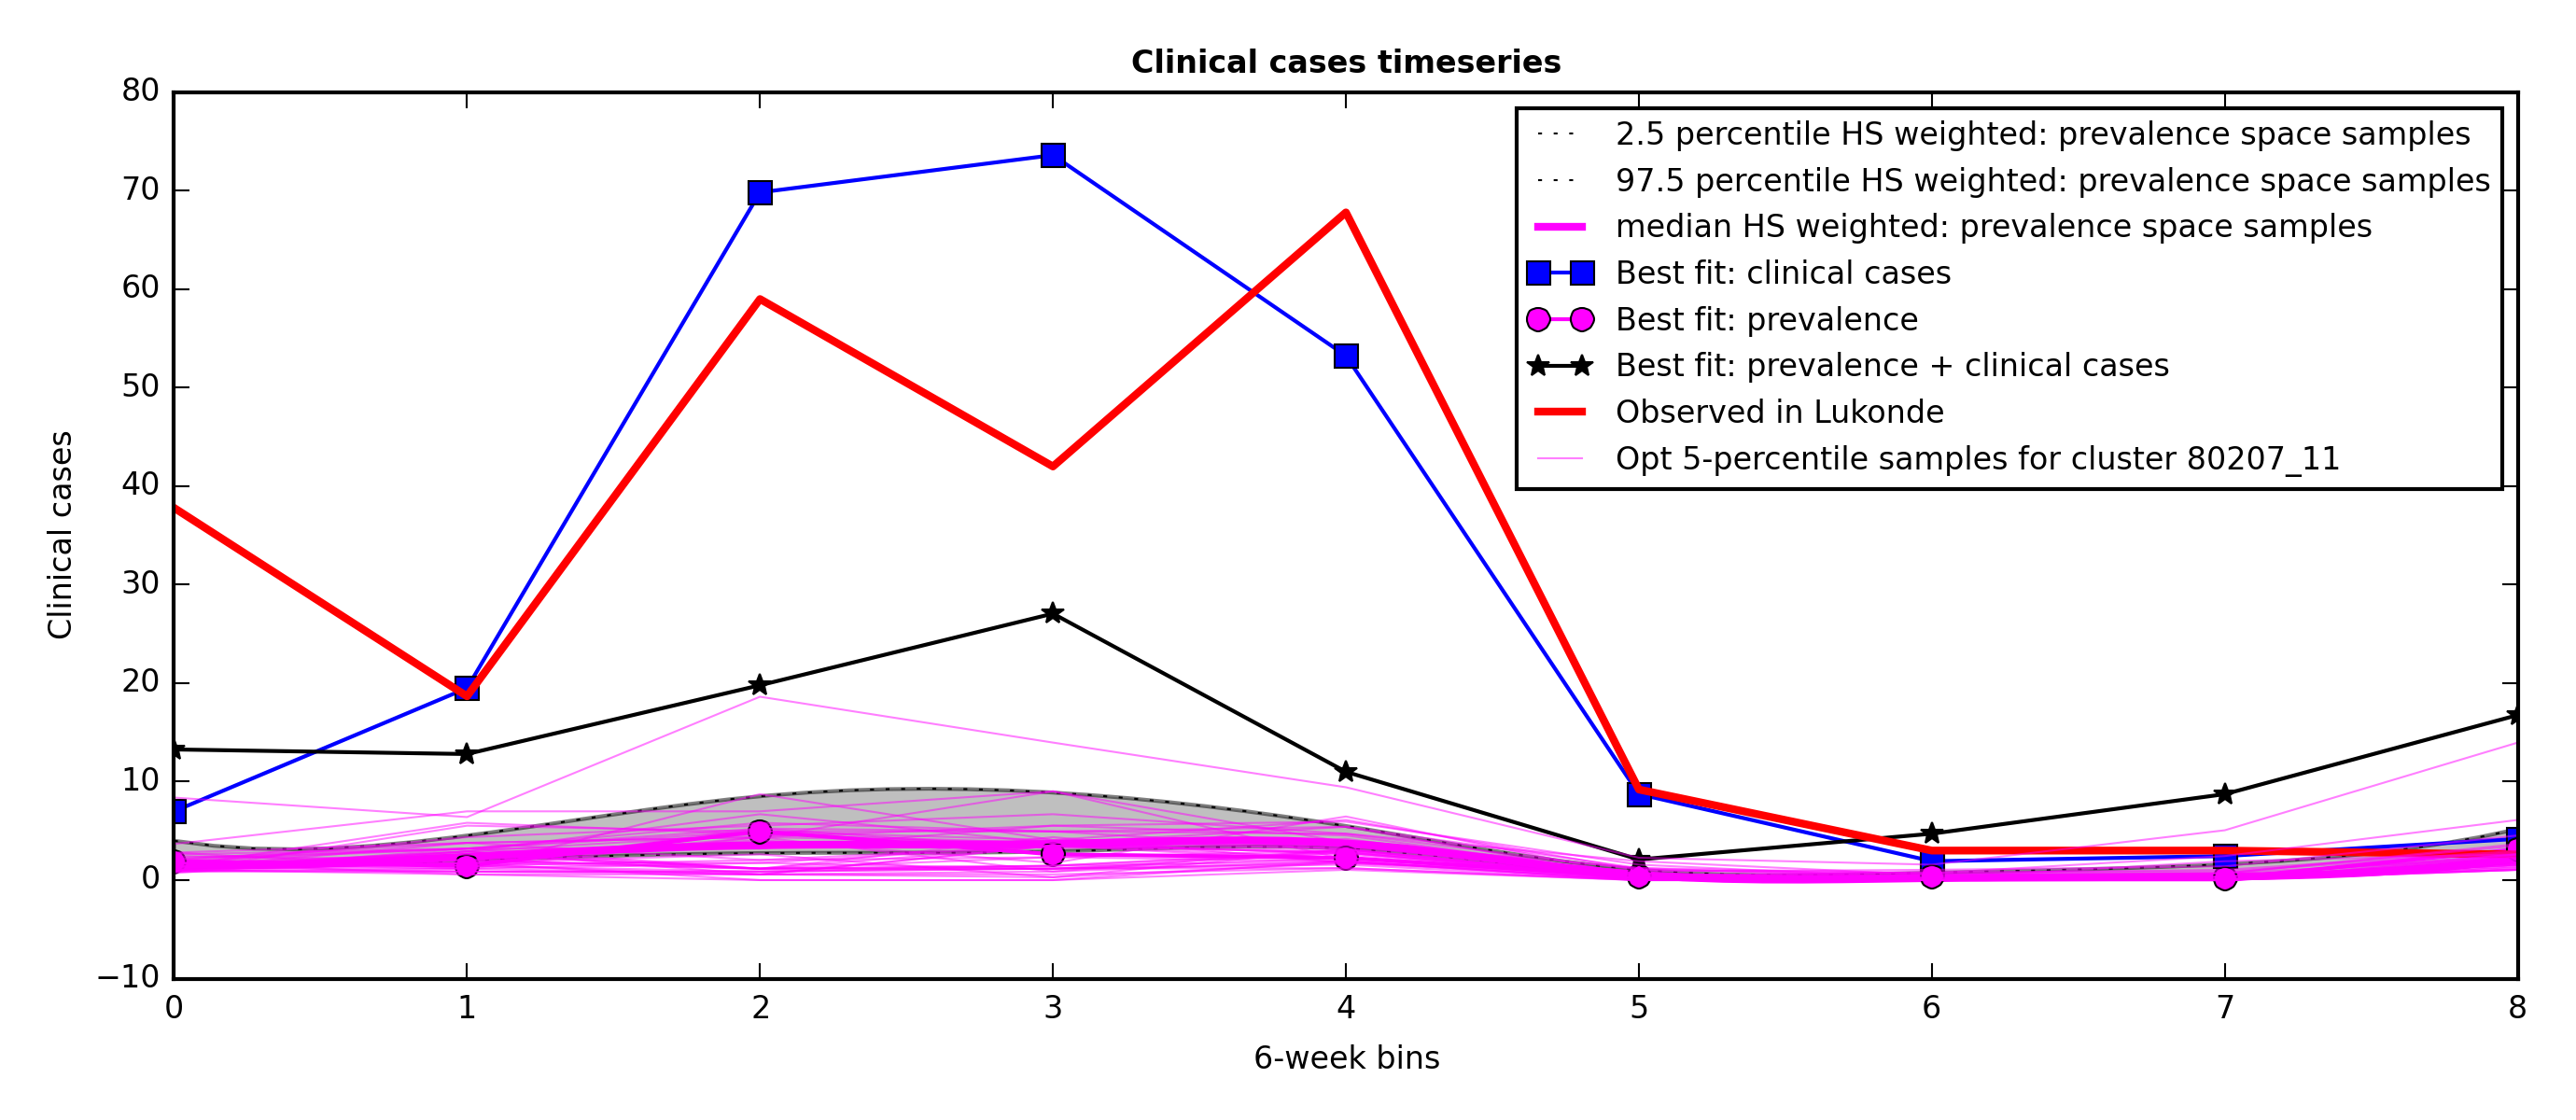 Clinical cases timeseries
80
70
60
50
40
30
20
10
0
−10
Clinical cases
2.5 percentile HS weighted: prevalence space samples
97.5 percentile HS weighted: prevalence space samples
median HS weighted: prevalence space samples
Best fit: clinical cases
Best fit: prevalence
Best fit: prevalence + clinical cases
Observed in Lukonde
Opt 5-percentile samples for cluster 80207_11
0 1 2 3 4 5 6 7 8
6-week bins